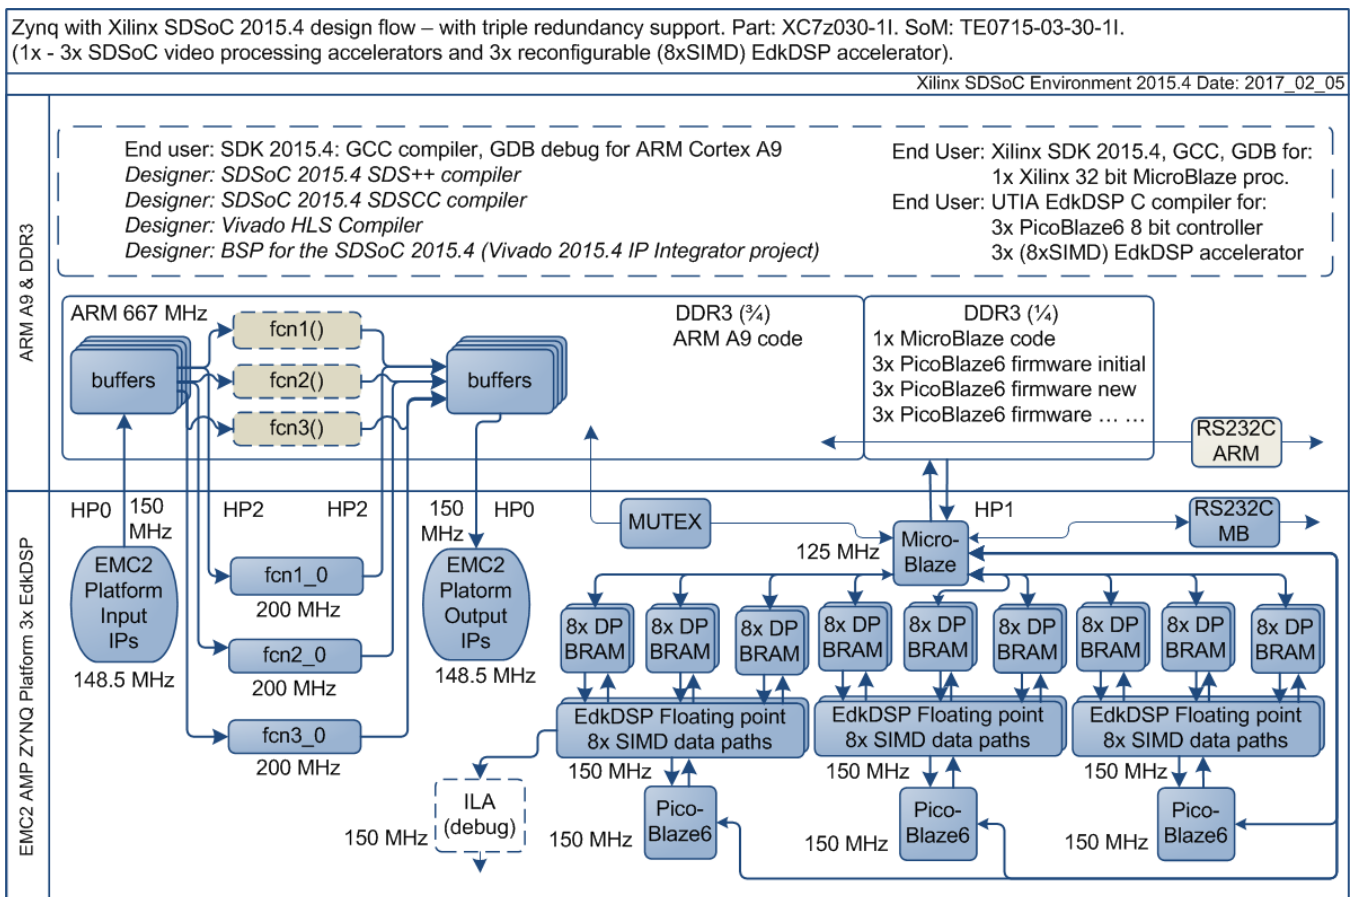 Zynq with Xilinx SDSoC 2015.4 design flow – with triple redundancy support. Part: XC7z030-1I. SoM: TE0715-03-30-1I.
(1x - 3x SDSoC video processing accelerators and 3x reconfigurable (8xSIMD) EdkDSP accelerator).
Xilinx SDSoC Environment 2015.4 Date: 2017_02_05
ARM A9 & DDR3
End user: SDK 2015.4: GCC compiler, GDB debug for ARM Cortex A9
Designer: SDSoC 2015.4 SDS++ compiler
Designer: SDSoC 2015.4 SDSCC compiler
Designer: Vivado HLS Compiler
Designer: BSP for the SDSoC 2015.4 (Vivado 2015.4 IP Integrator project)
End User: Xilinx SDK 2015.4, GCC, GDB for:
1x Xilinx 32 bit MicroBlaze proc.
End User: UTIA EdkDSP C compiler for:
3x PicoBlaze6 8 bit controller
3x (8xSIMD) EdkDSP accelerator
ARM 667 MHz
buffers
fcn1()
fcn2()
fcn3()
buffers
DDR3 (¾)
ARM A9 code
DDR3 (¼)
1x MicroBlaze code
3x PicoBlaze6 firmware initial
3x PicoBlaze6 firmware new
3x PicoBlaze6 firmware ... ...
RS232C
ARM
EMC2 AMP ZYNQ Platform 3x EdkDSP
HP0
150
MHz
HP2
HP2
150
MHz
HP0
MUTEX
HP1
RS232C
MB
125 MHz
Micro-
Blaze
EMC2
Platform
Input
IPs
148.5 MHz
fcn1_0
200 MHz
fcn2_0
200 MHz
fcn3_0
200 MHz
EMC2
Platorm
Output
IPs
148.5 MHz
8x DP
BRAM
8x DP
BRAM
8x DP
BRAM
8x DP
BRAM
8x DP
BRAM
8x DP
BRAM
8x DP
BRAM
8x DP
BRAM
8x DP
BRAM
EdkDSP Floating point
8x SIMD data paths
EdkDSP Floating point
8x SIMD data paths
EdkDSP Floating point
8x SIMD data paths
150 MHz
150 MHz
150 MHz
ILA
(debug)
150 MHz
Pico-
Blaze6
150 MHz
Pico-
Blaze6
150 MHz
Pico-
Blaze6
150 MHz